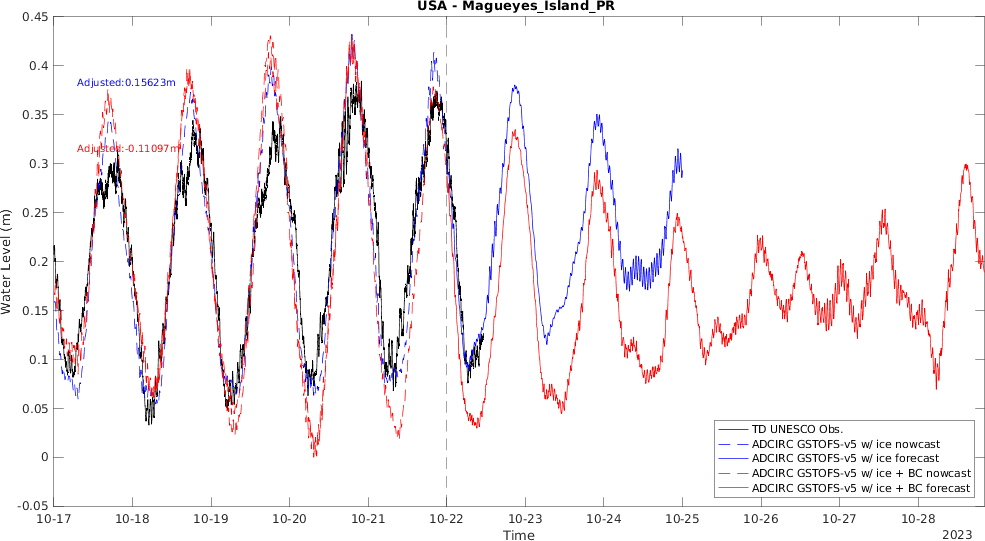 USA - Magueyes_Island_PR
0.45
0.4
0.35
0.3
0.25
0.2
0.15
0.1
0.05
0
-0.05
Water Level (m)
Adjusted:0.15623m
Adjusted:-0.11097m
TD UNESCO Obs.
ADCIRC GSTOFS-v5 w/ ice nowcast
ADCIRC GSTOFS-v5 w/ ice forecast
ADCIRC GSTOFS-v5 w/ ice + BC nowcast
ADCIRC GSTOFS-v5 w/ ice + BC forecast
10-17 10-18 10-19 10-20 10-21 10-22 10-23 10-24 10-25 10-26 10-27 10-28
Time
2023